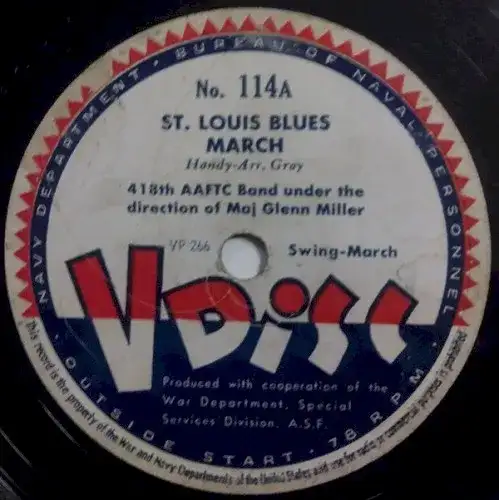 NAVY DEPARTMENT · BUREAU OF NAVAL PERSONNEL
No. 114A
ST. LOUIS BLUES
MARCH
Handy-Arr. Gray
418th AAFTC Band under the
direction of Maj Glenn Miller
VP 266
Swing-March
V DiSC
Produced with cooperation of the
War Department, Special
Services Division, A.S.F.
· OUTSIDE START · 78 R P M ·
This record is the property of the War and Navy Departments of the United States and use for radio or commercial purposes is prohibited